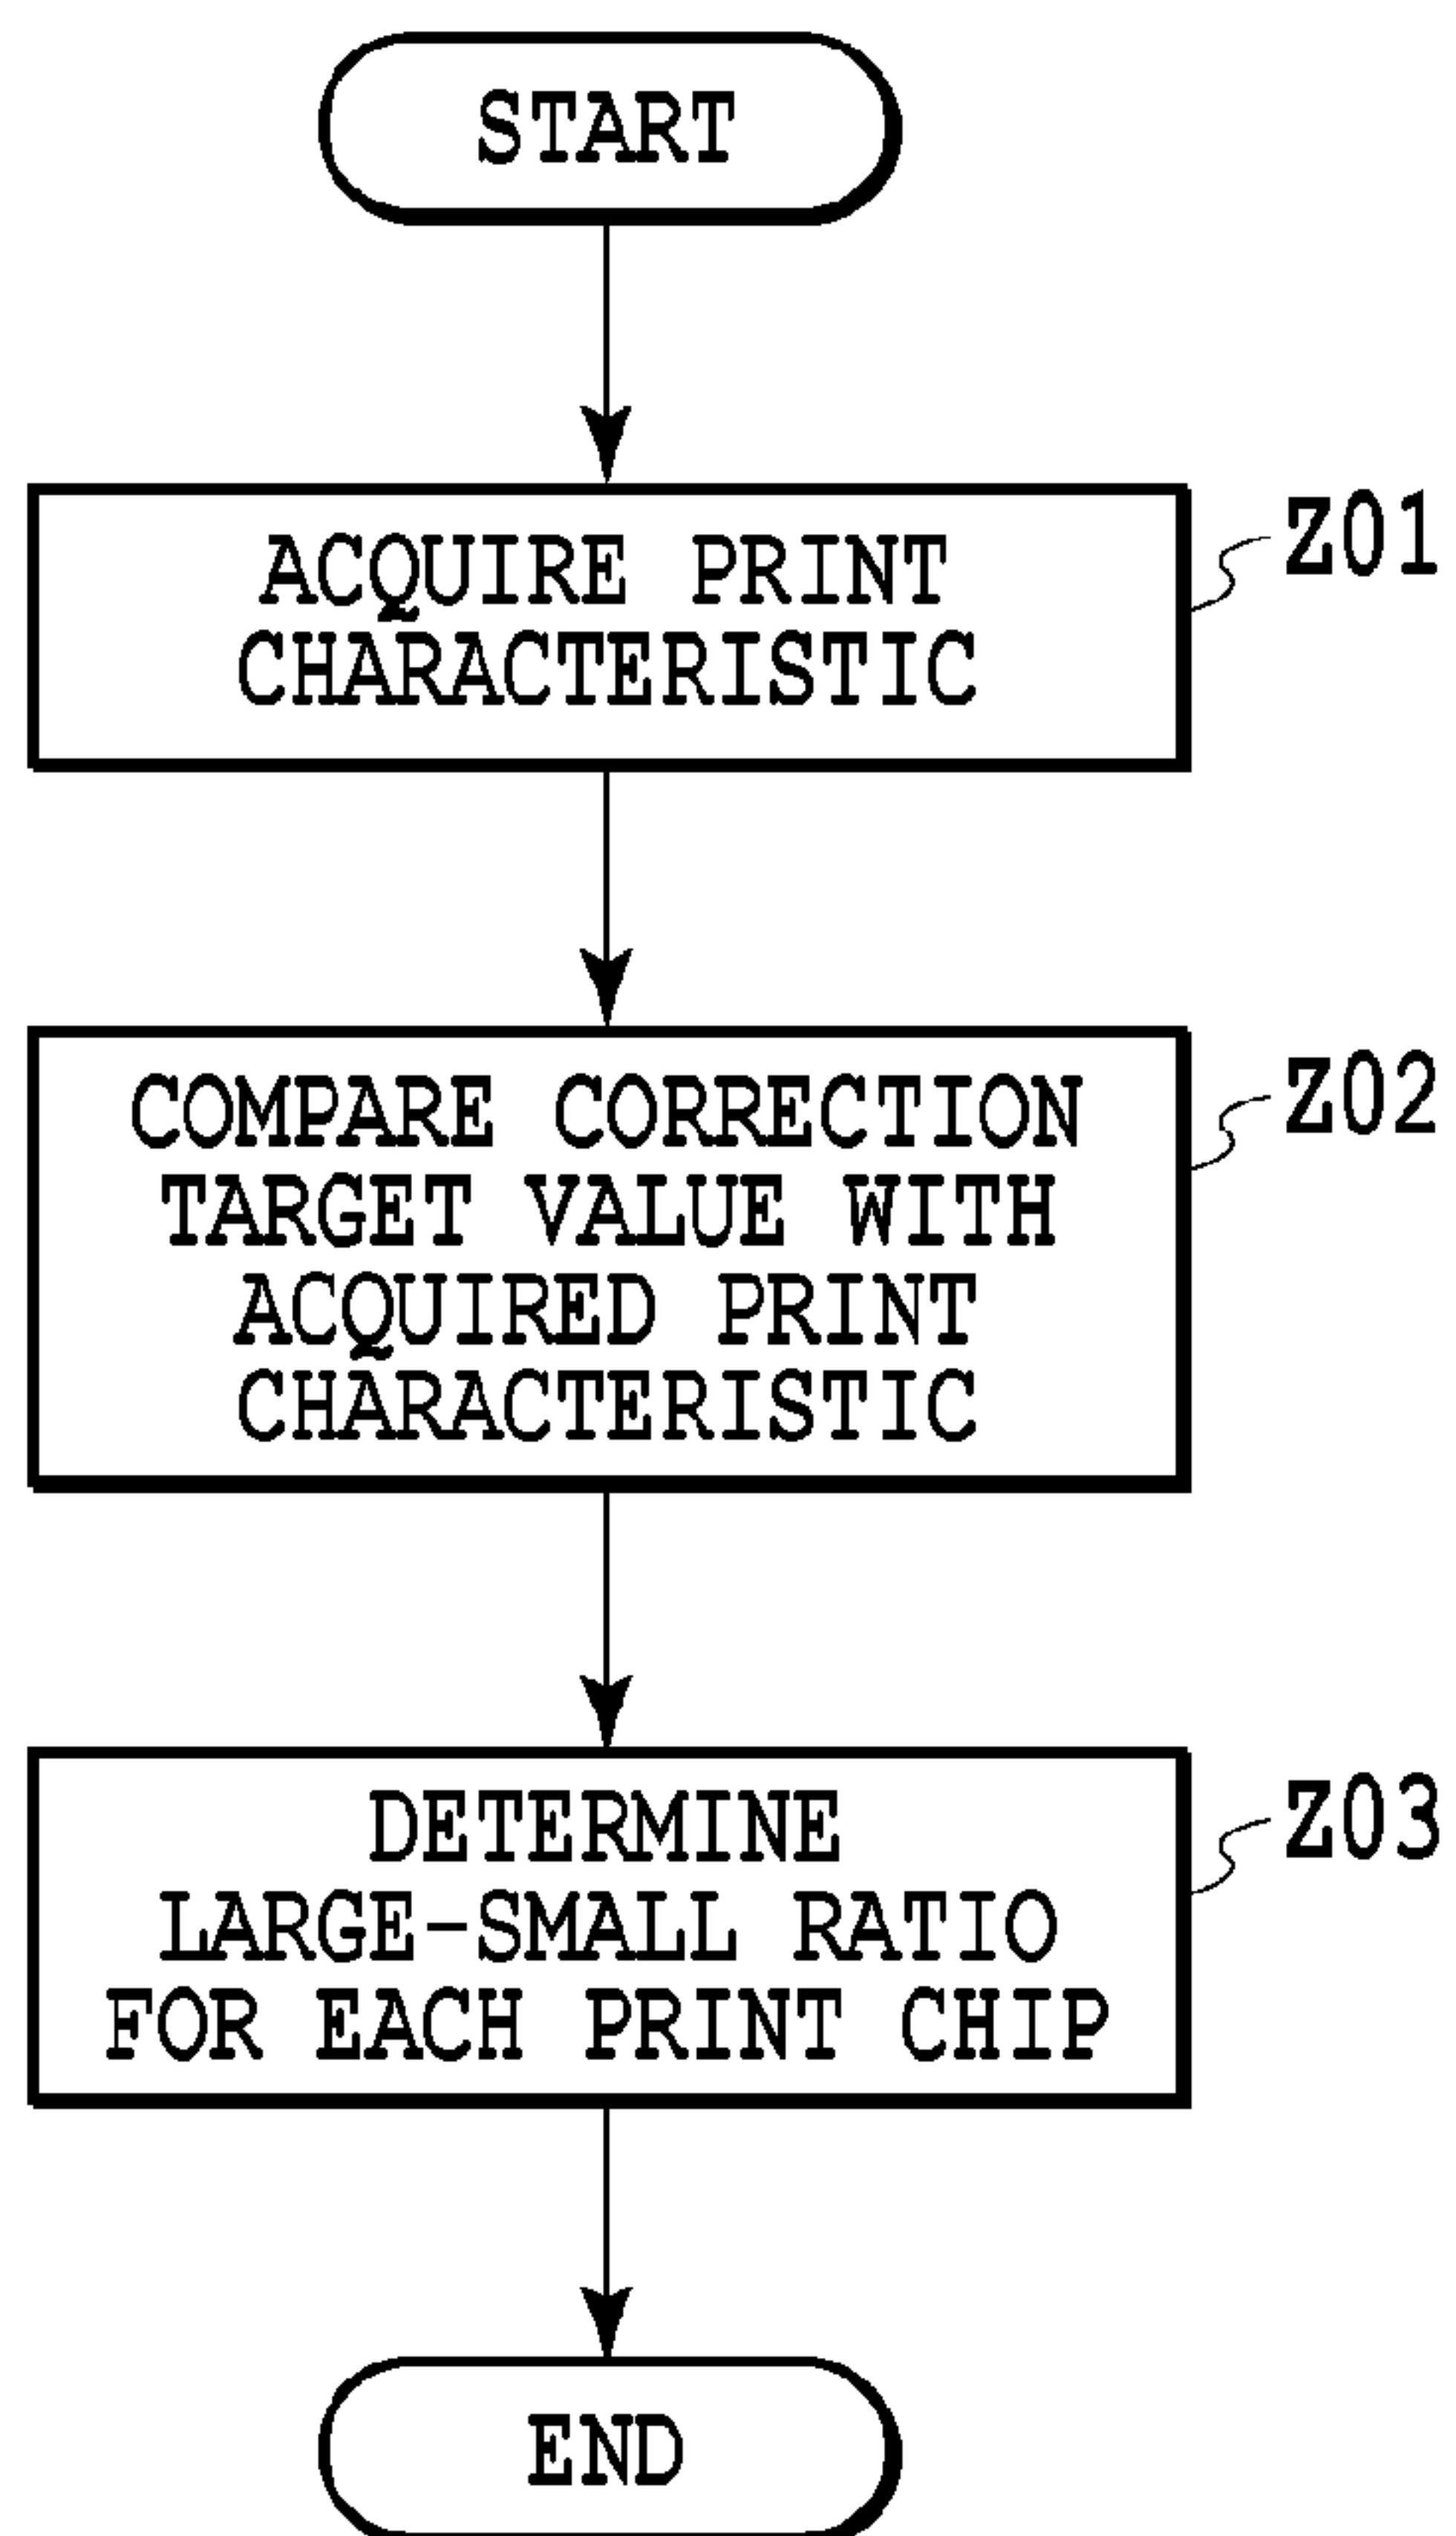 START
ACQUIRE PRINT
CHARACTERISTIC
Z01
COMPARE CORRECTION
TARGET VALUE WITH
ACQUIRED PRINT
CHARACTERISTIC
Z02
DETERMINE
LARGE-SMALL RATIO
FOR EACH PRINT CHIP
Z03
END